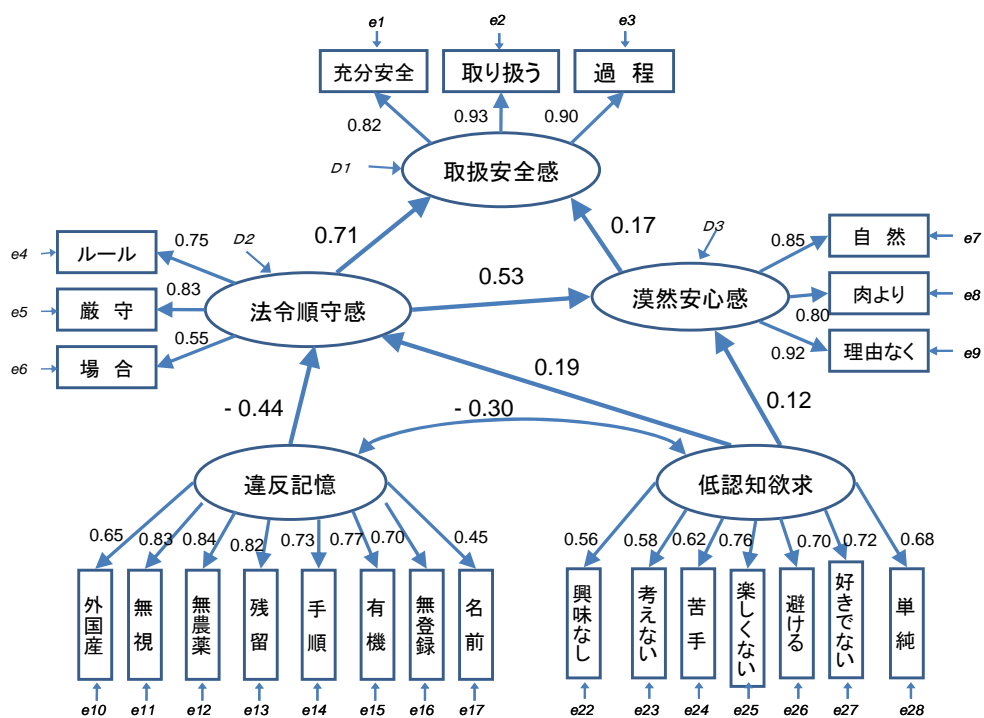 e1 e2 e3
充分安全 取り扱う 過 程
0.82 0.93 0.90
D1 取扱安全感
0.71 0.17
e4 ルール 0.75 D2
D3 0.85 自 然 e7
e5 厳 守 0.83 法令順守感 0.53 漠然安心感 肉より e8
0.80
e6 場 合 0.55
0.92 理由なく e9
0.19
- 0.44 - 0.30 0.12
違反記憶 低認知欲求
0.65 0.83 0.84 0.82 0.73 0.77 0.70 0.45
0.56 0.58 0.62 0.76 0.70 0.72 0.68
外国産 無視 無農薬 残留 手順 有機 無登録 名前
興味なし 考えない 苦手 楽しくない 避ける 好きでない 単純
e10 e11 e12 e13 e14 e15 e16 e17
e22 e23 e24 e25 e26 e27 e28